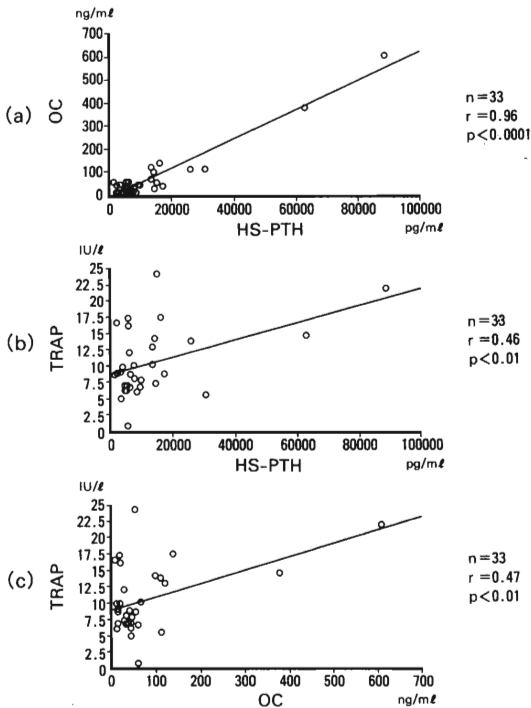 ng/mℓ
700
600
500
400
300
200
100
0
(a)
OC
0 20000 40000 60000 80000 100000
HS-PTH pg/mℓ
n=33
r=0.96
p<0.0001
IU/ℓ
25
22.5
20
17.5
15
12.5
10
7.5
5
2.5
0
(b)
TRAP
0 20000 40000 60000 80000 100000
HS-PTH pg/mℓ
n=33
r=0.46
p<0.01
IU/ℓ
25
22.5
20
17.5
15
12.5
10
7.5
5
2.5
0
(c)
TRAP
0 100 200 300 400 500 600 700
OC ng/mℓ
n=33
r=0.47
p<0.01